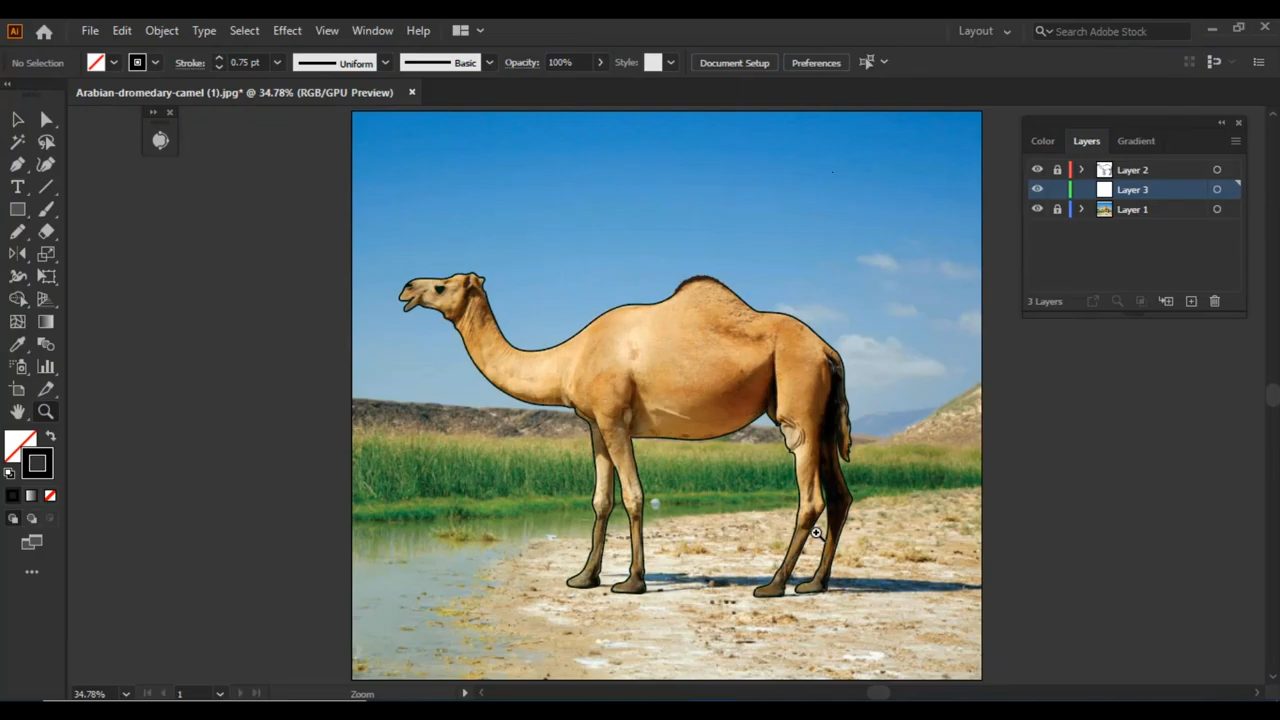 Ai File Edit Object Type Select Effect View Window Help Layout Search Adobe Stock
No Selection Stroke: 0.75 pt Uniform Basic Opacity: 100% Style: Document Setup Preferences
Arabian-dromedary-camel (1).jpg* @ 34.78% (RGB/GPU Preview)
Color Layers Gradient
Layer 2
Layer 3
Layer 1
3 Layers
34.78% 1 Zoom